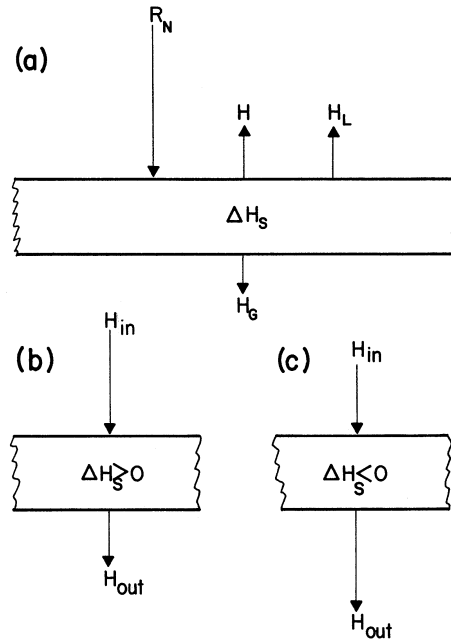 (a)
R_N
H
H_L
ΔH_S
H_G
(b)
H_in
ΔH_S>0
H_out
(c)
H_in
ΔH_S<0
H_out